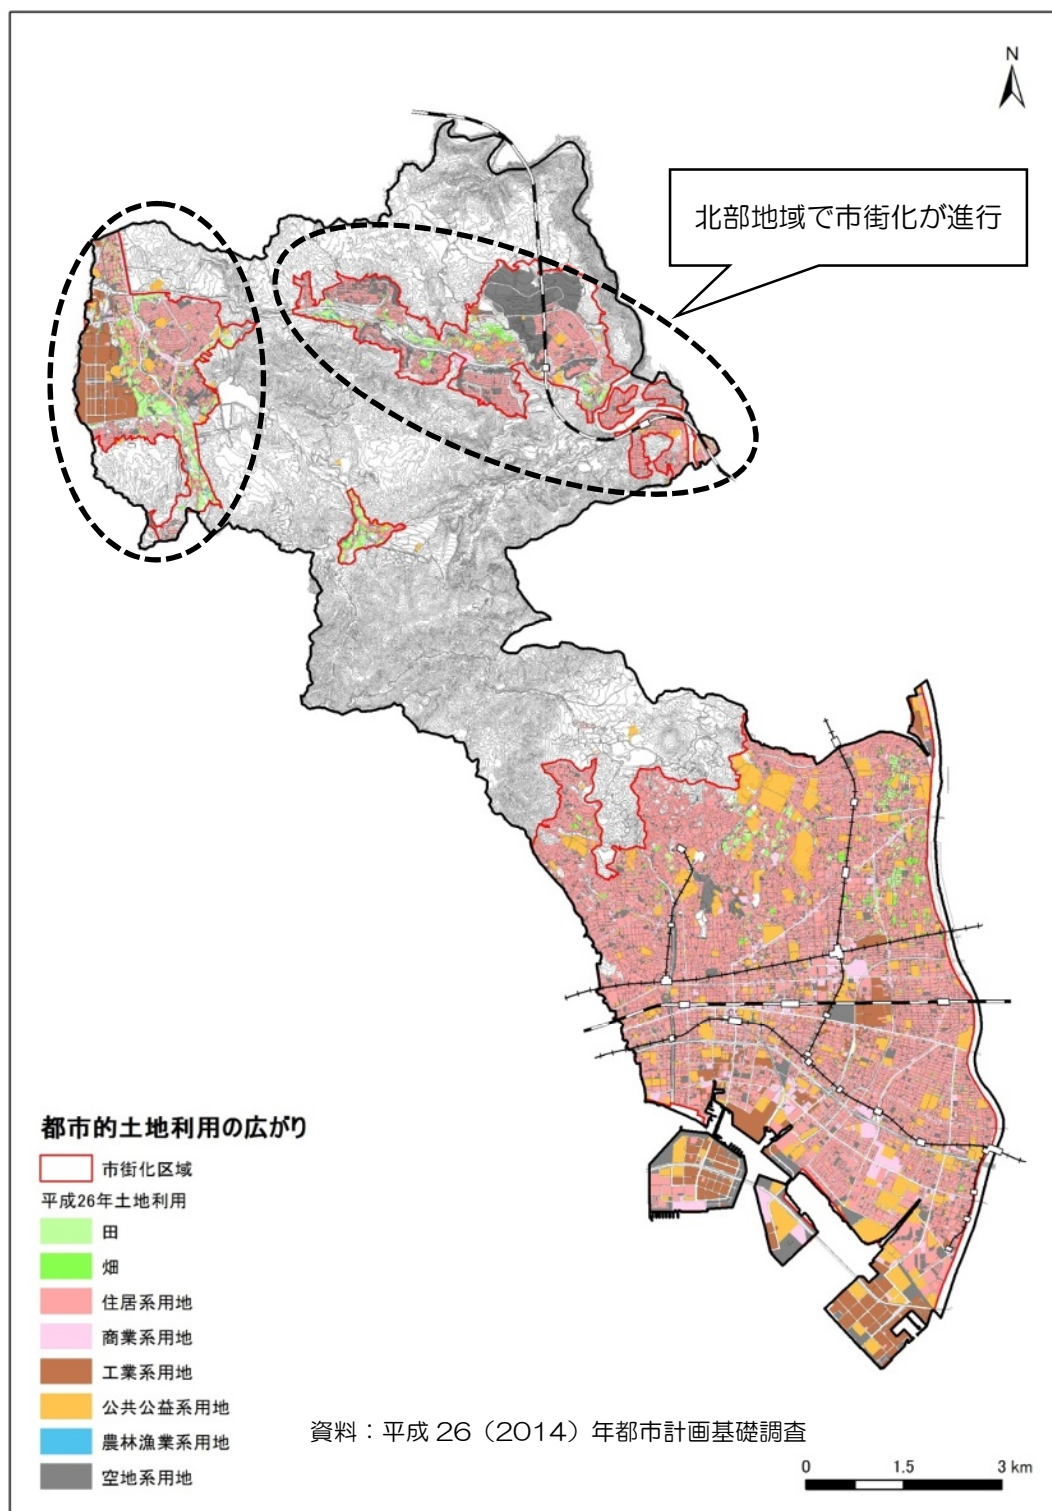 N
北部地域で市街化が進行
都市的土地利用の広がり
市街化区域
平成26年土地利用
田
畑
住居系用地
商業系用地
工業系用地
公共公益系用地
農林漁業系用地
空地系用地
資料：平成 26（2014）年都市計画基礎調査
0 1.5 3 km